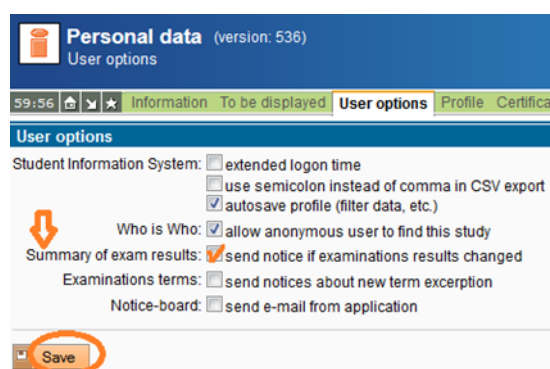 Personal data (version: 536)
User options
59:56 Information To be displayed User options Profile Certifica
User options
Student Information System: extended logon time
use semicolon instead of comma in CSV export
autosave profile (filter data, etc.)
Who is Who: allow anonymous user to find this study
Summary of exam results: send notice if examinations results changed
Examinations terms: send notices about new term excerption
Notice-board: send e-mail from application
Save